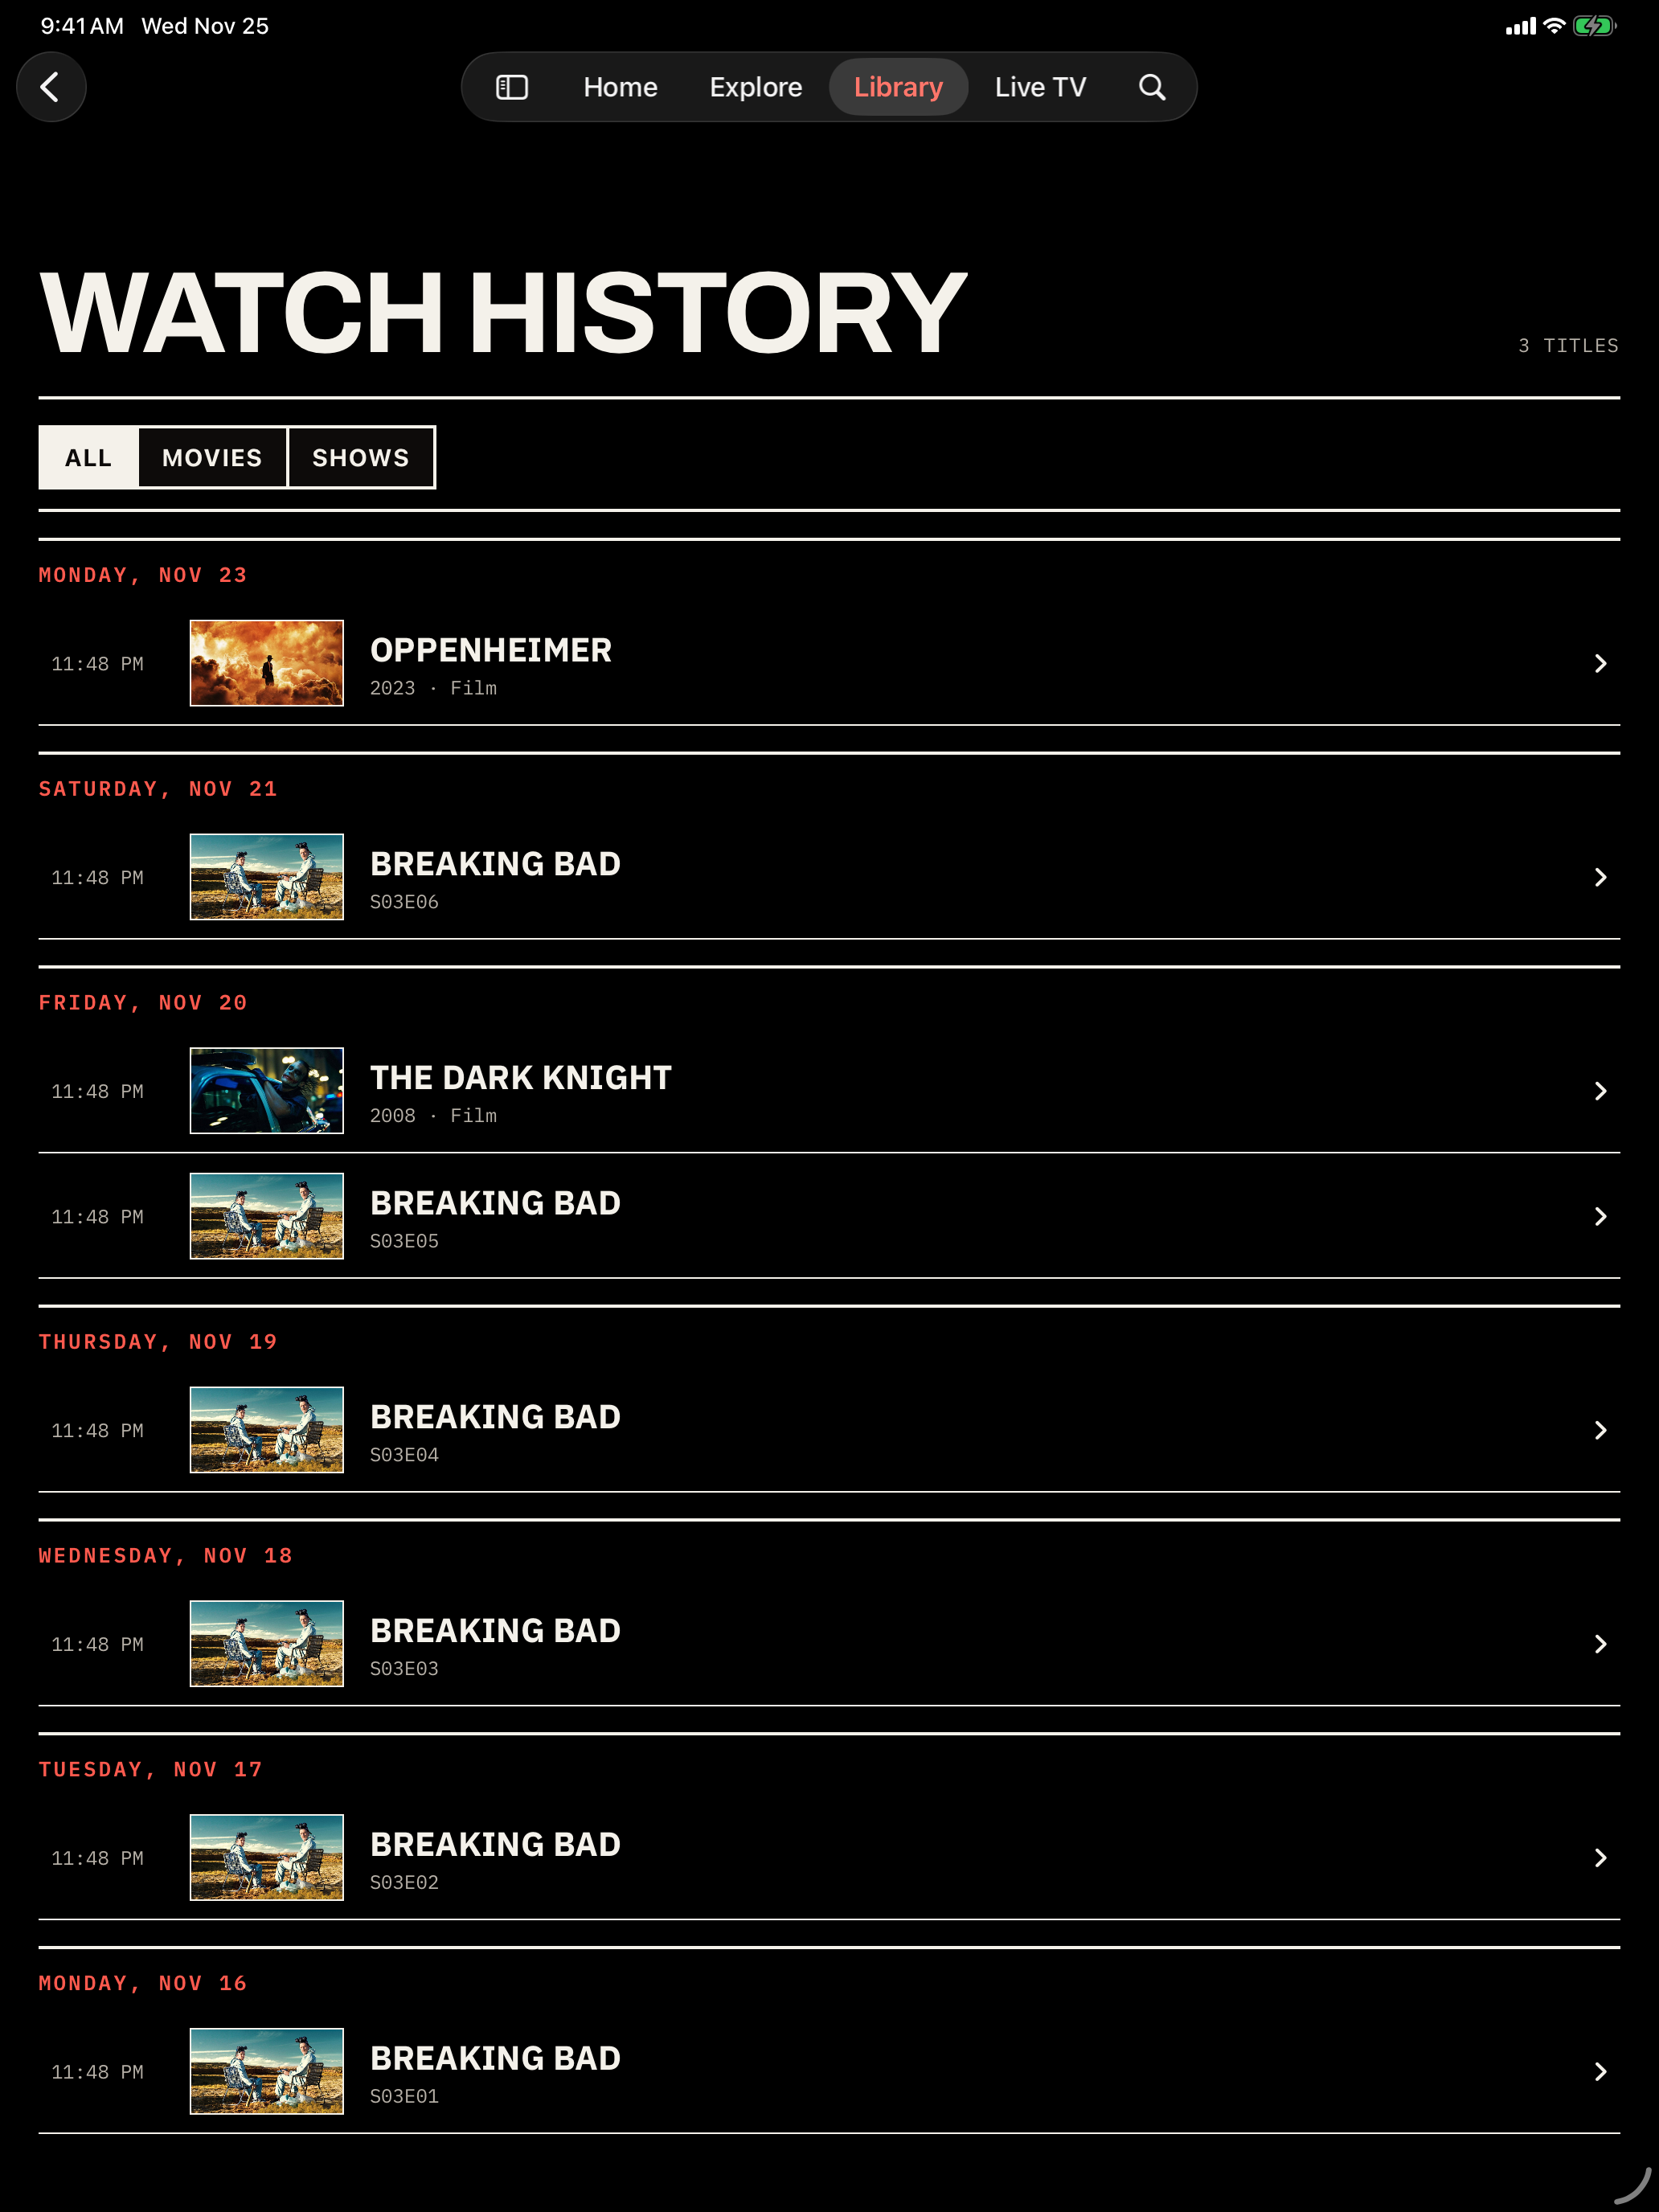 9:41 AM Wed Nov 25
Home Explore Library Live TV
WATCH HISTORY
3 TITLES
ALL MOVIES SHOWS
MONDAY, NOV 23
11:48 PM
OPPENHEIMER
2023 · Film
SATURDAY, NOV 21
11:48 PM
BREAKING BAD
S03E06
FRIDAY, NOV 20
11:48 PM
THE DARK KNIGHT
2008 · Film
11:48 PM
BREAKING BAD
S03E05
THURSDAY, NOV 19
11:48 PM
BREAKING BAD
S03E04
WEDNESDAY, NOV 18
11:48 PM
BREAKING BAD
S03E03
TUESDAY, NOV 17
11:48 PM
BREAKING BAD
S03E02
MONDAY, NOV 16
11:48 PM
BREAKING BAD
S03E01